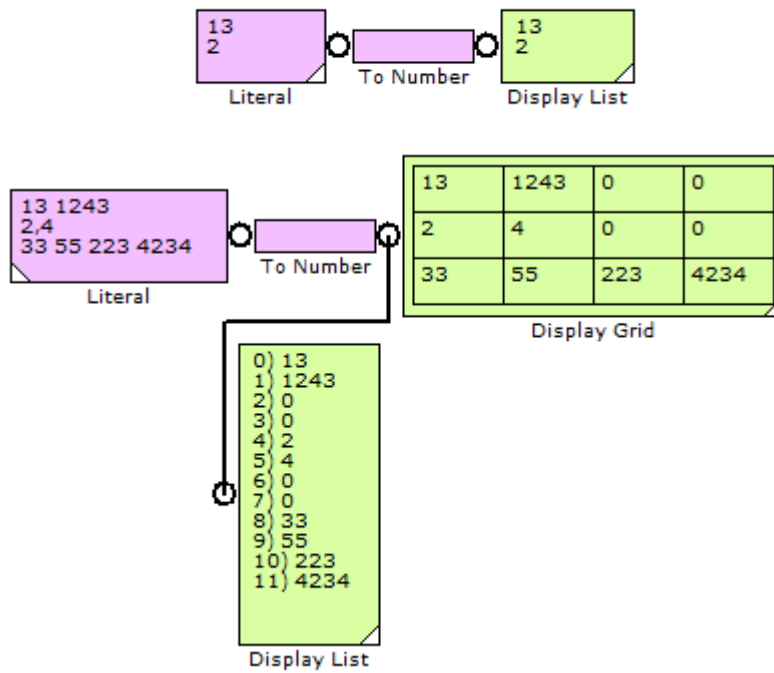 13
2
Literal
To Number
13
2
Display List
13 1243
2,4
33 55 223 4234
Literal
To Number
13 1243 0 0
2 4 0 0
33 55 223 4234
Display Grid
0) 13
1) 1243
2) 0
3) 0
4) 2
5) 4
6) 0
7) 0
8) 33
9) 55
10) 223
11) 4234
Display List